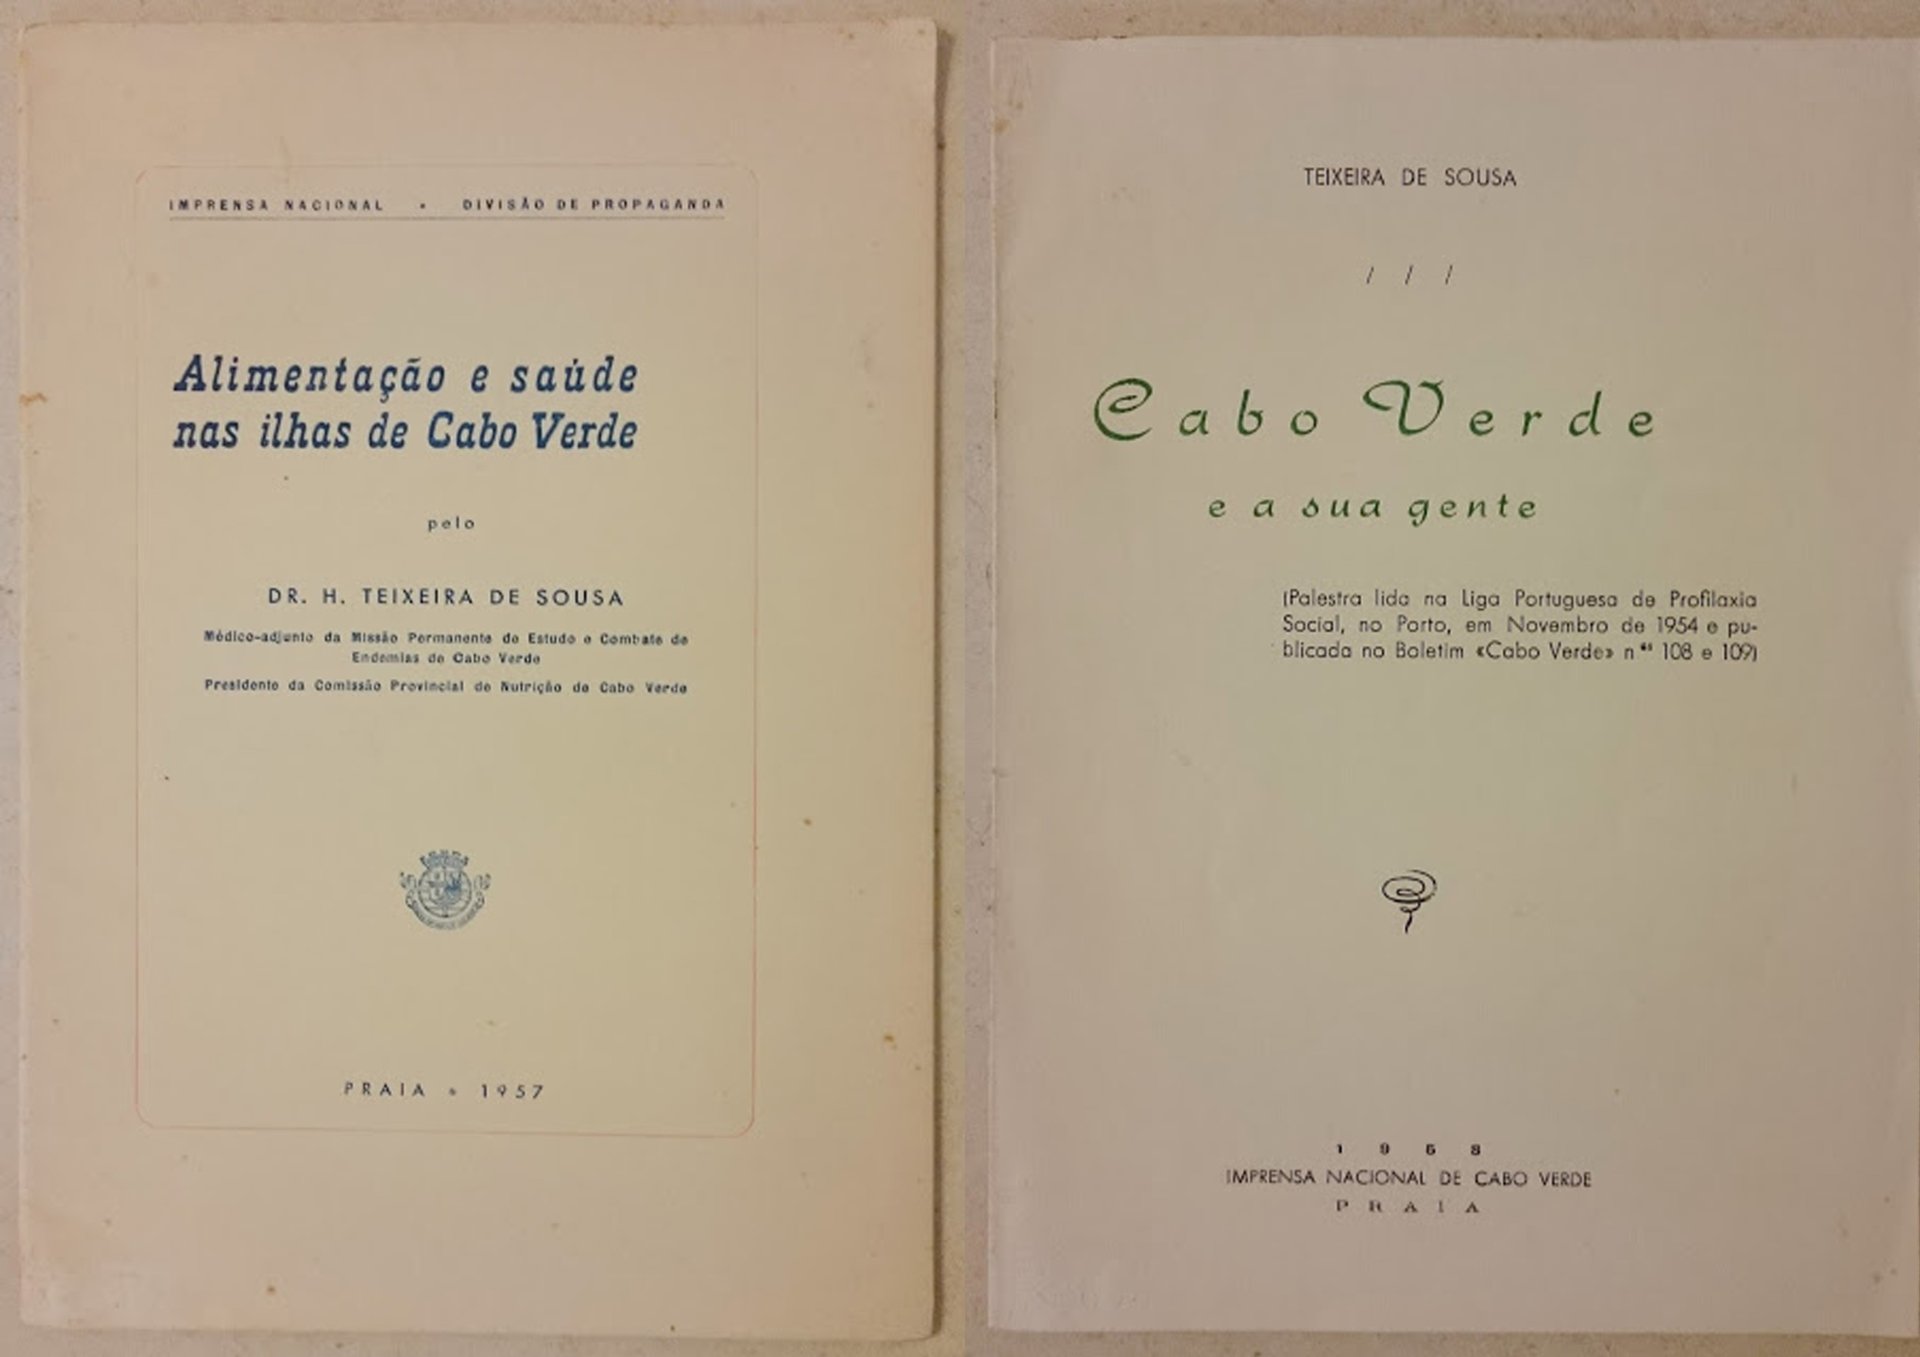 IMPRENSA NACIONAL • DIVISÃO DE PROPAGANDA
Alimentação e saúde
nas ilhas de Cabo Verde
pelo
DR. H. TEIXEIRA DE SOUSA
Médico-adjunto da Missão Permanente de Estudo e Combate de
Endemias de Cabo Verde
Presidente da Comissão Provincial de Nutrição de Cabo Verde
PRAIA • 1957
TEIXEIRA DE SOUSA
/ / /
Cabo Verde
e a sua gente
(Palestra lida na Liga Portuguesa de Profilaxia
Social, no Porto, em Novembro de 1954 e pu-
blicada no Boletim «Cabo Verde» n.os 108 e 109)
1958
IMPRENSA NACIONAL DE CABO VERDE
PRAIA